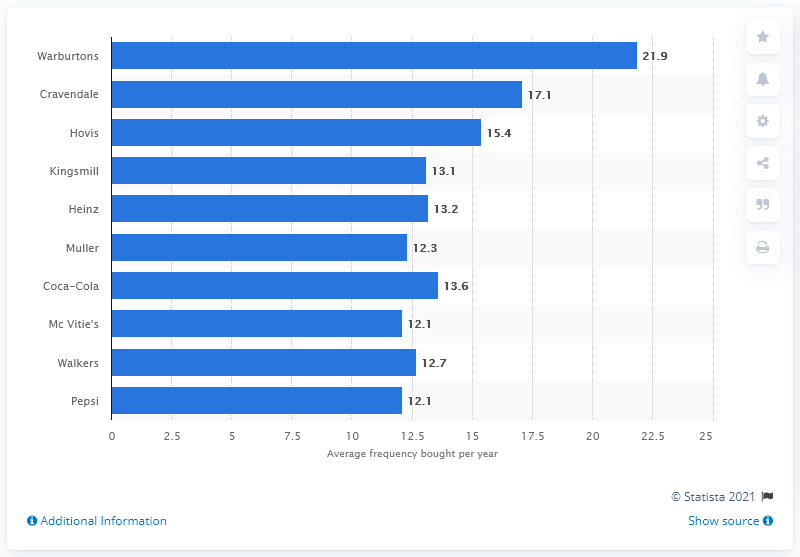 Warburtons 21.9
Cravendale 17.1
Hovis 15.4
Kingsmill 13.1
Heinz 13.2
Muller 12.3
Coca-Cola 13.6
Mc Vitie's 12.1
Walkers 12.7
Pepsi 12.1
0 2.5 5 7.5 10 12.5 15 17.5 20 22.5 25
Average frequency bought per year
© Statista 2021
Additional Information
Show source